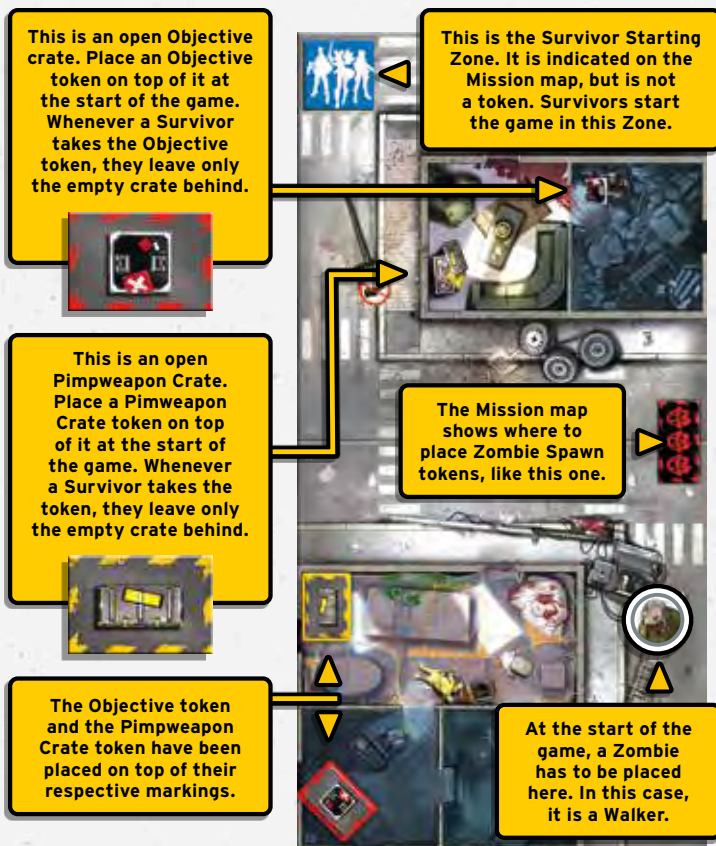 This is an open Objective
crate. Place an Objective
token on top of it at
the start of the game.
Whenever a Survivor
takes the Objective
token, they leave only
the empty crate behind.
This is the Survivor Starting
Zone. It is indicated on the
Mission map, but is not
a token. Survivors start
the game in this Zone.
This is an open
Pimpweapon Crate.
Place a Pimweapon
Crate token on top
of it at the start of
the game. Whenever
a Survivor takes the
token, they leave only
the empty crate behind.
The Mission map
shows where to
place Zombie Spawn
tokens, like this one.
The Objective token
and the Pimpweapon
Crate token have been
placed on top of their
respective markings.
At the start of the
game, a Zombie
has to be placed
here. In this case,
it is a Walker.